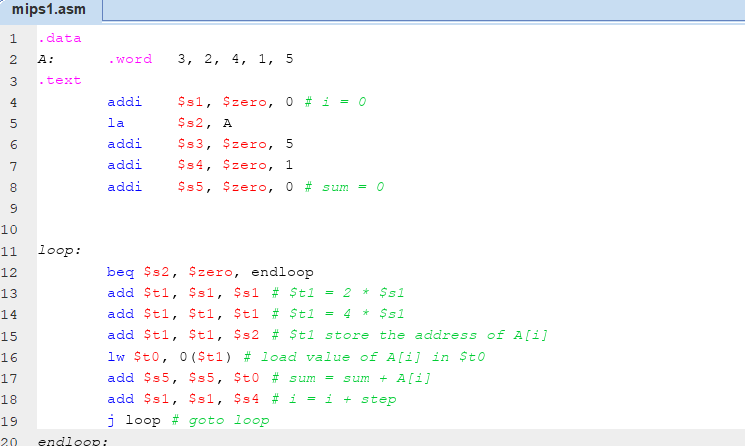 mips1.asm
1 .data
2 A: .word 3, 2, 4, 1, 5
3 .text
4 addi $s1, $zero, 0 # i = 0
5 la $s2, A
6 addi $s3, $zero, 5
7 addi $s4, $zero, 1
8 addi $s5, $zero, 0 # sum = 0
9
10
11 loop:
12 beq $s2, $zero, endloop
13 add $t1, $s1, $s1 # $t1 = 2 * $s1
14 add $t1, $t1, $t1 # $t1 = 4 * $s1
15 add $t1, $t1, $s2 # $t1 store the address of A[i]
16 lw $t0, 0($t1) # load value of A[i] in $t0
17 add $s5, $s5, $t0 # sum = sum + A[i]
18 add $s1, $s1, $s4 # i = i + step
19 j loop # goto loop
20 endloop: